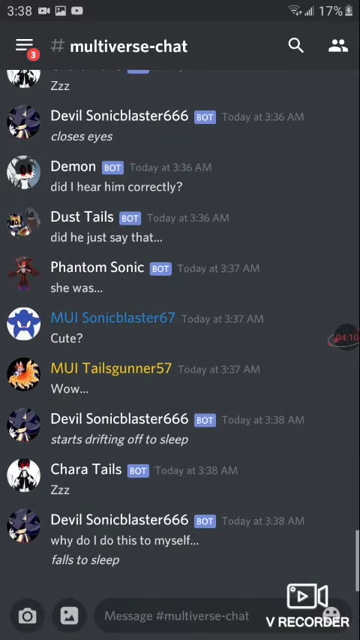 3:38
17%
3
# multiverse-chat
Zzz
Devil Sonicblaster666 BOT Today at 3:36 AM
closes eyes
Demon BOT Today at 3:36 AM
did I hear him correctly?
Dust Tails BOT Today at 3:36 AM
did he just say that...
Phantom Sonic BOT Today at 3:37 AM
she was...
MUI Sonicblaster67 Today at 3:37 AM
Cute?
04:10
MUI Tailsgunner57 Today at 3:37 AM
Wow...
Devil Sonicblaster666 BOT Today at 3:38 AM
starts drifting off to sleep
Chara Tails BOT Today at 3:38 AM
Zzz
Devil Sonicblaster666 BOT Today at 3:38 AM
why do I do this to myself...
falls to sleep
Message #multiverse-chat
V RECORDER